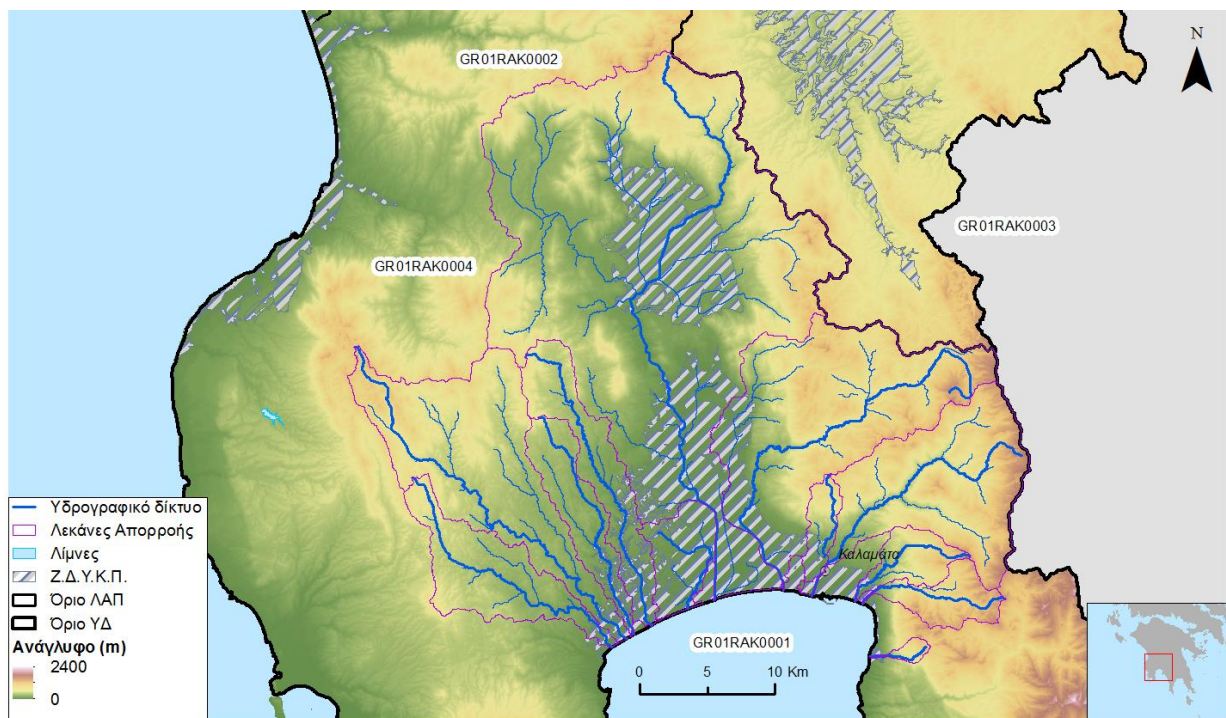 GR01RAK0002
N
GR01RAK0003
GR01RAK0004
Καλαμάτα
GR01RAK0001
0 5 10 Km
Υδρογραφικό δίκτυο
Λεκάνες Απορροής
Λίμνες
Ζ.Δ.Υ.Κ.Π.
Όριο ΛΑΠ
Όριο ΥΔ
Ανάγλυφο (m)
2400
0